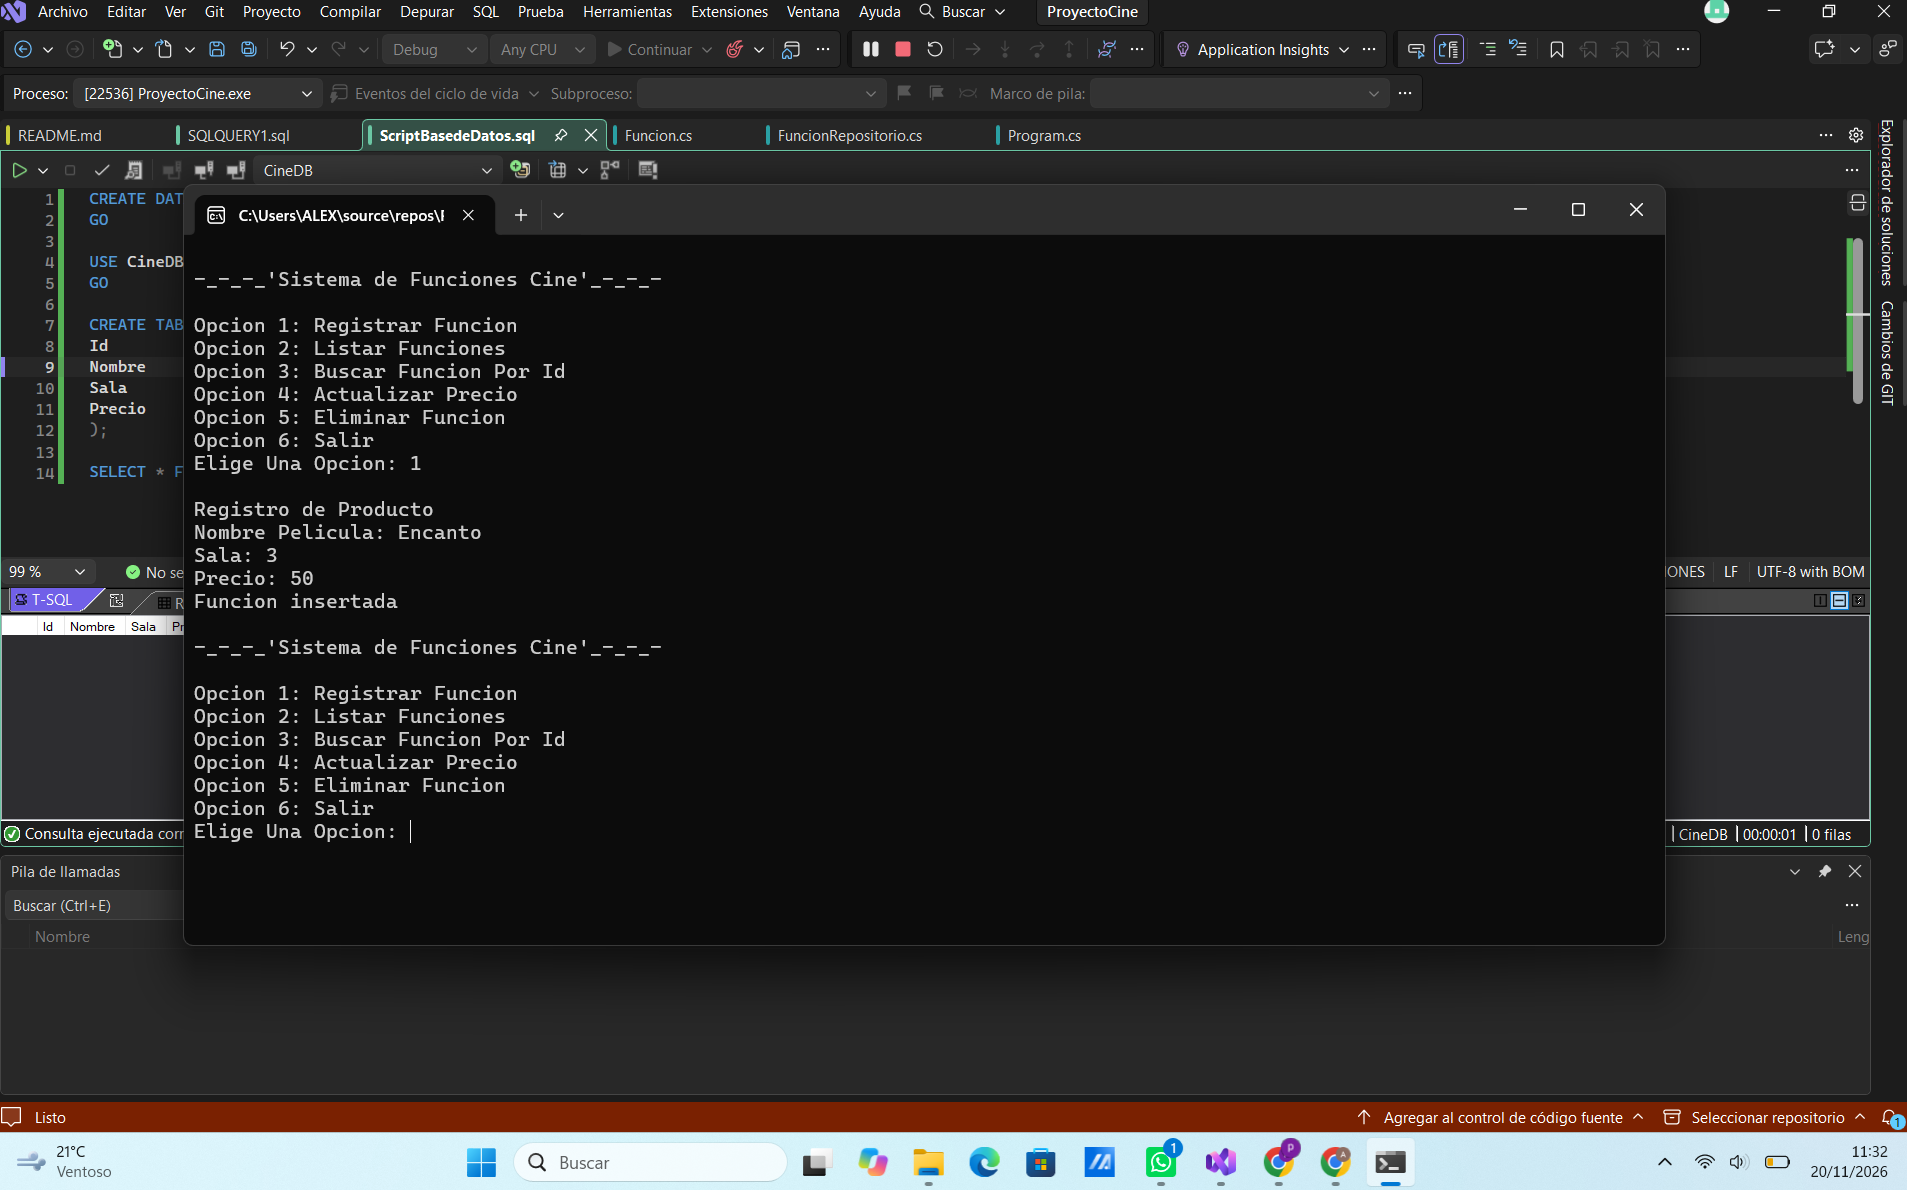 Archivo Editar Ver Git Proyecto Compilar Depurar SQL Prueba Herramientas Extensiones Ventana Ayuda Buscar ProyectoCine
Debug Any CPU Continuar Application Insights
Proceso: [22536] ProyectoCine.exe Eventos del ciclo de vida Subproceso: Marco de pila:
README.md SQLQUERY1.sql ScriptBasedeDatos.sql Funcion.cs FuncionRepositorio.cs Program.cs
CineDB
1 CREATE DAT
2 GO
3
4 USE CineDB
5 GO
6
7 CREATE TAB
8 Id
9 Nombre
10 Sala
11 Precio
12 );
13
14 SELECT * F
C:\Users\ALEX\source\repos\
-_-_-_'Sistema de Funciones Cine'_-_-_-
Opcion 1: Registrar Funcion
Opcion 2: Listar Funciones
Opcion 3: Buscar Funcion Por Id
Opcion 4: Actualizar Precio
Opcion 5: Eliminar Funcion
Opcion 6: Salir
Elige Una Opcion: 1
Registro de Producto
Nombre Pelicula: Encanto
Sala: 3
Precio: 50
Funcion insertada
-_-_-_'Sistema de Funciones Cine'_-_-_-
Opcion 1: Registrar Funcion
Opcion 2: Listar Funciones
Opcion 3: Buscar Funcion Por Id
Opcion 4: Actualizar Precio
Opcion 5: Eliminar Funcion
Opcion 6: Salir
Elige Una Opcion:
99 % No se ONES LF UTF-8 with BOM
T-SQL R
Id Nombre Sala Pr
Consulta ejecutada corr CineDB 00:00:01 0 filas
Pila de llamadas
Buscar (Ctrl+E)
Nombre Leng
Explorador de soluciones
Cambios de GIT
Listo Agregar al control de código fuente Seleccionar repositorio 1
21°C
Ventoso
Buscar
1
P
A
11:32
20/11/2026